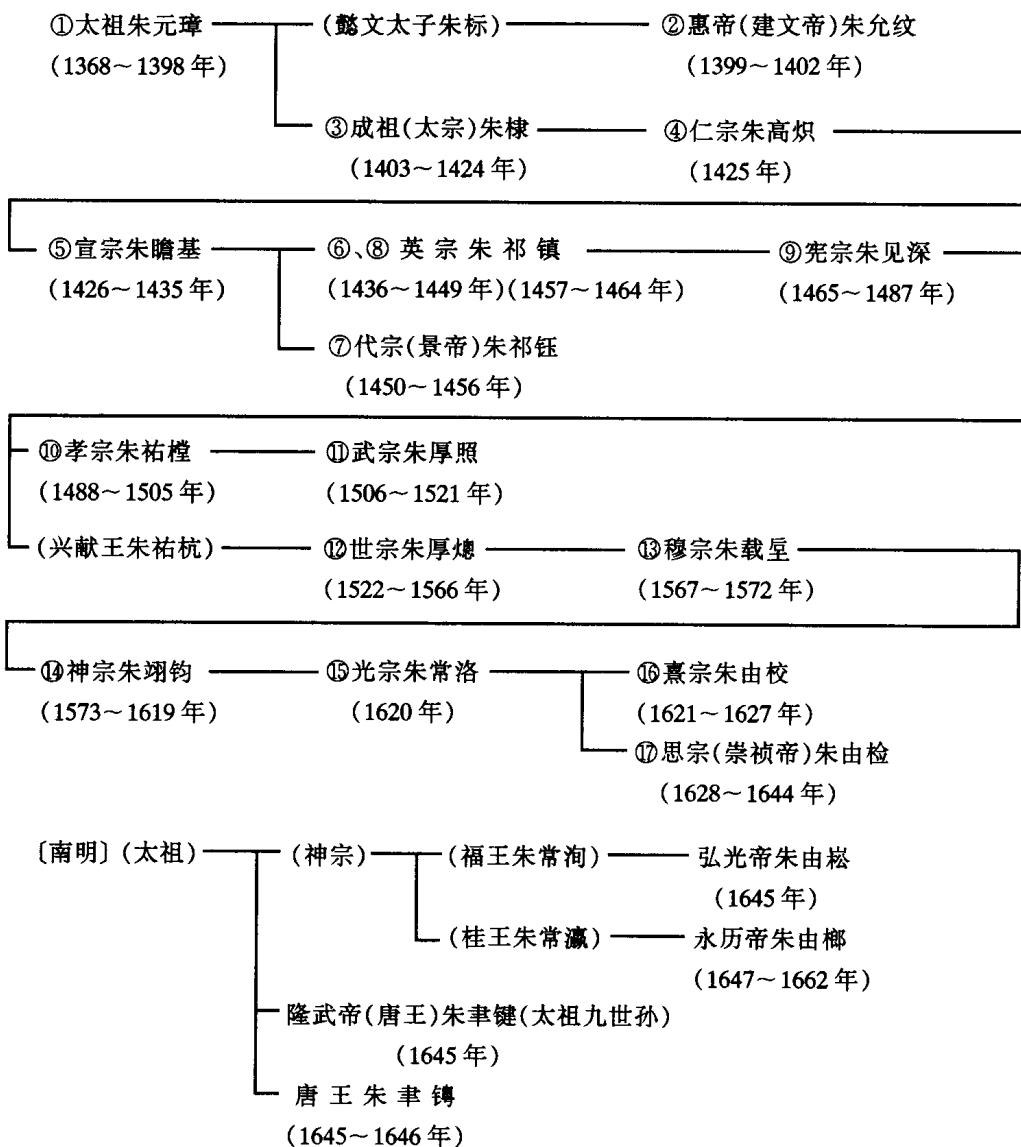 ①太祖朱元璋 (懿文太子朱标) ②惠帝(建文帝)朱允纹
(1368～1398年) (1399～1402年)
③成祖(太宗)朱棣 ④仁宗朱高炽
(1403～1424年) (1425年)
⑤宣宗朱瞻基 ⑥、⑧英宗朱祁镇 ⑨宪宗朱见深
(1426～1435年) (1436～1449年)(1457～1464年) (1465～1487年)
⑦代宗(景帝)朱祁钰
(1450～1456年)
⑩孝宗朱祐樘 ⑪武宗朱厚照
(1488～1505年) (1506～1521年)
(兴献王朱祐杭) ⑫世宗朱厚熜 ⑬穆宗朱载垕
(1522～1566年) (1567～1572年)
⑭神宗朱翊钧 ⑮光宗朱常洛 ⑯熹宗朱由校
(1573～1619年) (1620年) (1621～1627年)
⑰思宗(崇祯帝)朱由检
(1628～1644年)
〔南明〕(太祖) (神宗) (福王朱常洵) 弘光帝朱由崧
(1645年)
(桂王朱常瀛) 永历帝朱由榔
(1647～1662年)
隆武帝(唐王)朱聿键(太祖九世孙)
(1645年)
唐王朱聿𨮁
(1645～1646年)